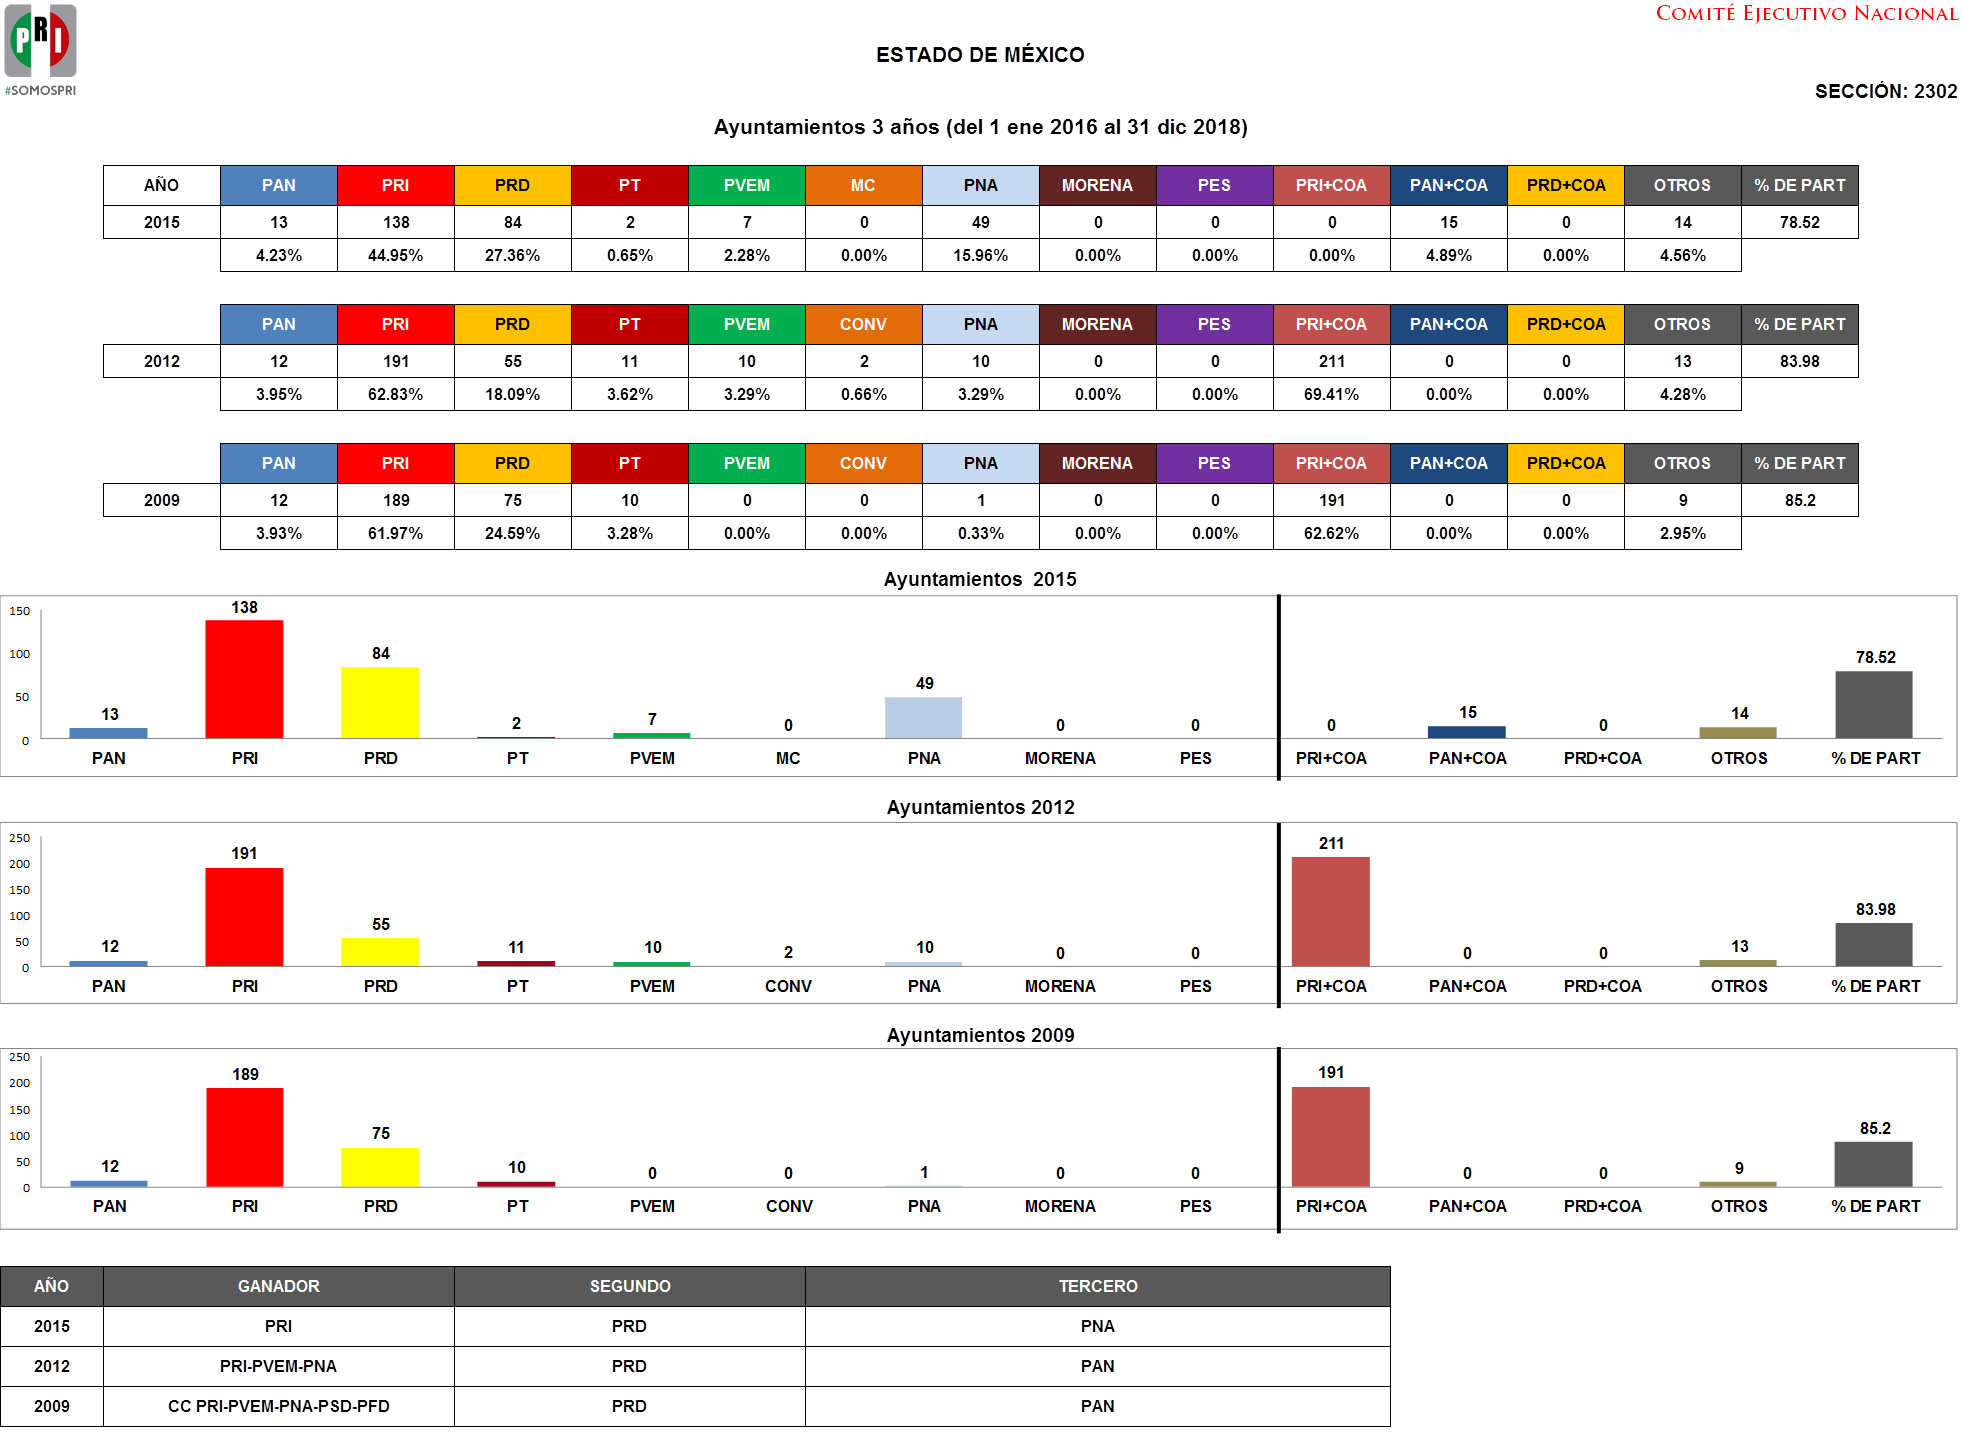 PRI
#SOMOSPRI
COMITÉ EJECUTIVO NACIONAL
ESTADO DE MÉXICO
SECCIÓN: 2302
Ayuntamientos 3 años (del 1 ene 2016 al 31 dic 2018)
AÑO PAN PRI PRD PT PVEM MC PNA MORENA PES PRI+COA PAN+COA PRD+COA OTROS % DE PART
2015 13 138 84 2 7 0 49 0 0 0 15 0 14 78.52
4.23% 44.95% 27.36% 0.65% 2.28% 0.00% 15.96% 0.00% 0.00% 0.00% 4.89% 0.00% 4.56%
PAN PRI PRD PT PVEM CONV PNA MORENA PES PRI+COA PAN+COA PRD+COA OTROS % DE PART
2012 12 191 55 11 10 2 10 0 0 211 0 0 13 83.98
3.95% 62.83% 18.09% 3.62% 3.29% 0.66% 3.29% 0.00% 0.00% 69.41% 0.00% 0.00% 4.28%
PAN PRI PRD PT PVEM CONV PNA MORENA PES PRI+COA PAN+COA PRD+COA OTROS % DE PART
2009 12 189 75 10 0 0 1 0 0 191 0 0 9 85.2
3.93% 61.97% 24.59% 3.28% 0.00% 0.00% 0.33% 0.00% 0.00% 62.62% 0.00% 0.00% 2.95%
Ayuntamientos 2015
150
100
50
0
13 138 84 2 7 0 49 0 0 0 15 0 14 78.52
PAN PRI PRD PT PVEM MC PNA MORENA PES PRI+COA PAN+COA PRD+COA OTROS % DE PART
Ayuntamientos 2012
250
200
150
100
50
0
12 191 55 11 10 2 10 0 0 211 0 0 13 83.98
PAN PRI PRD PT PVEM CONV PNA MORENA PES PRI+COA PAN+COA PRD+COA OTROS % DE PART
Ayuntamientos 2009
250
200
150
100
50
0
12 189 75 10 0 0 1 0 0 191 0 0 9 85.2
PAN PRI PRD PT PVEM CONV PNA MORENA PES PRI+COA PAN+COA PRD+COA OTROS % DE PART
AÑO GANADOR SEGUNDO TERCERO
2015 PRI PRD PNA
2012 PRI-PVEM-PNA PRD PAN
2009 CC PRI-PVEM-PNA-PSD-PFD PRD PAN